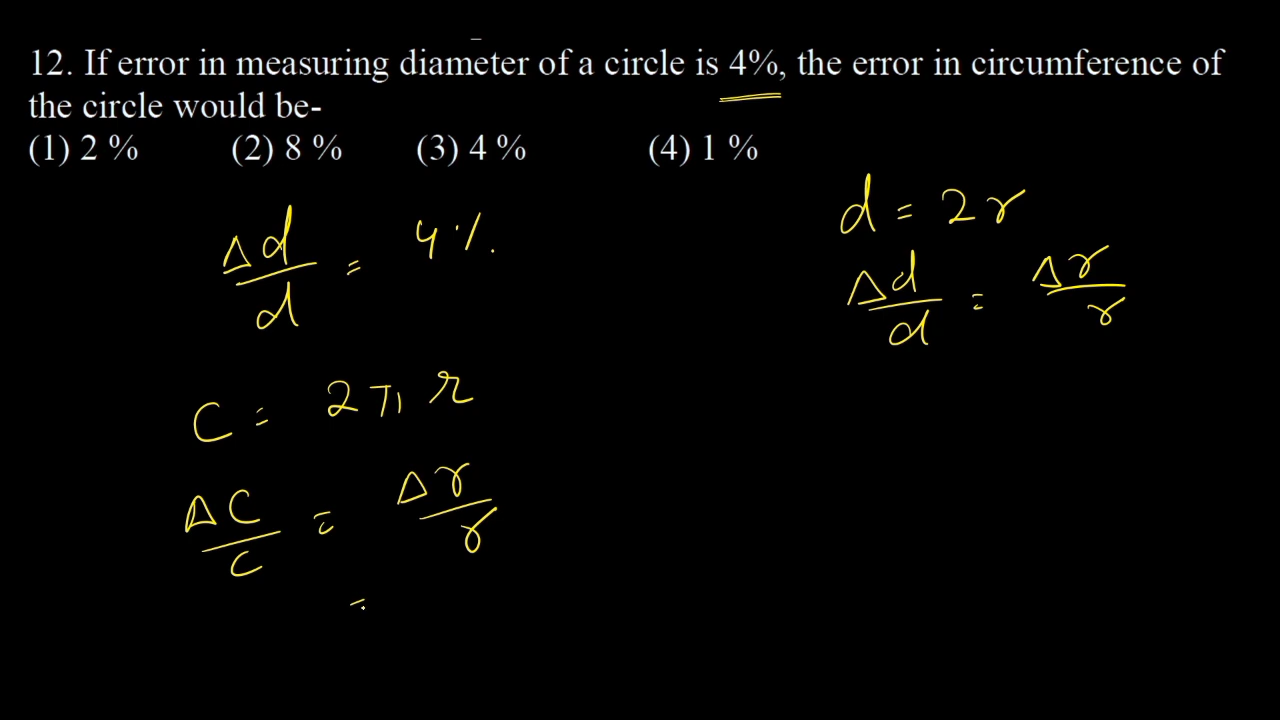 12. If error in measuring diameter of a circle is 4%, the error in circumference of
the circle would be-
(1) 2 % (2) 8 % (3) 4 % (4) 1 %
d = 2r
Δd/d = 4%.
Δd/d = Δr/r
C = 2πr
ΔC/C = Δr/r
=